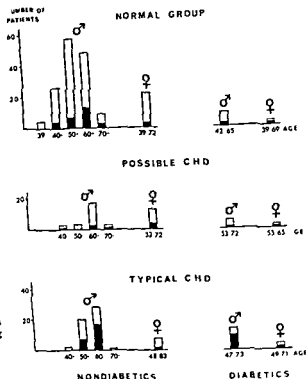 UMBER OF
PATIENTS
NORMAL GROUP
♂
60
40
♀
20
♂
♀
39 40- 50- 60- 70- 39 72 42 65 39 69 AGE
POSSIBLE CHD
♂ ♀ ♂ ♀
20
40 50 60- 70 53 72 53 72 55 65 GE
TYPICAL CHD
♂
40
♀ ♂ ♀
20
40- 50- 60 70- 48 83 47 73 49 71 AGE
NONDIABETICS DIABETICS